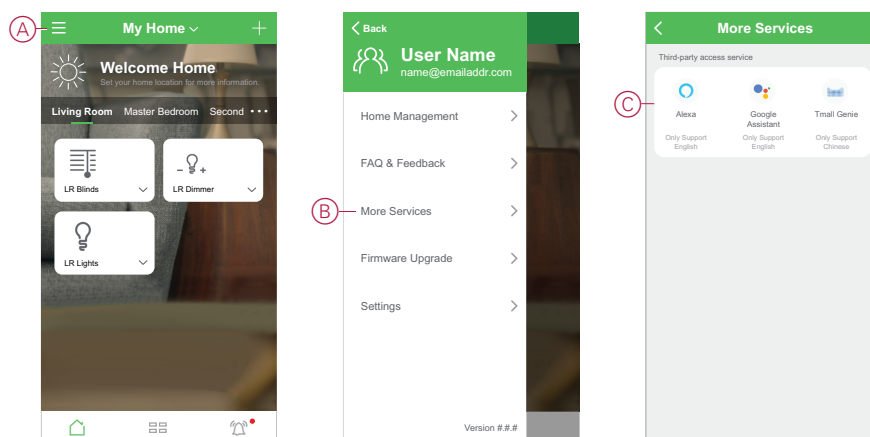 A
My Home
Welcome Home
Set your home location for more information
Living Room Master Bedroom Second
LR Blinds
LR Dimmer
LR Lights
Back
User Name
name@emailaddr.com
Home Management
FAQ & Feedback
B
More Services
Firmware Upgrade
Settings
Version #.#.#
More Services
Third-party access service
C
Alexa
Google
Assistant
Tmall Genie
Only Support
English
Only Support
English
Only Support
Chinese